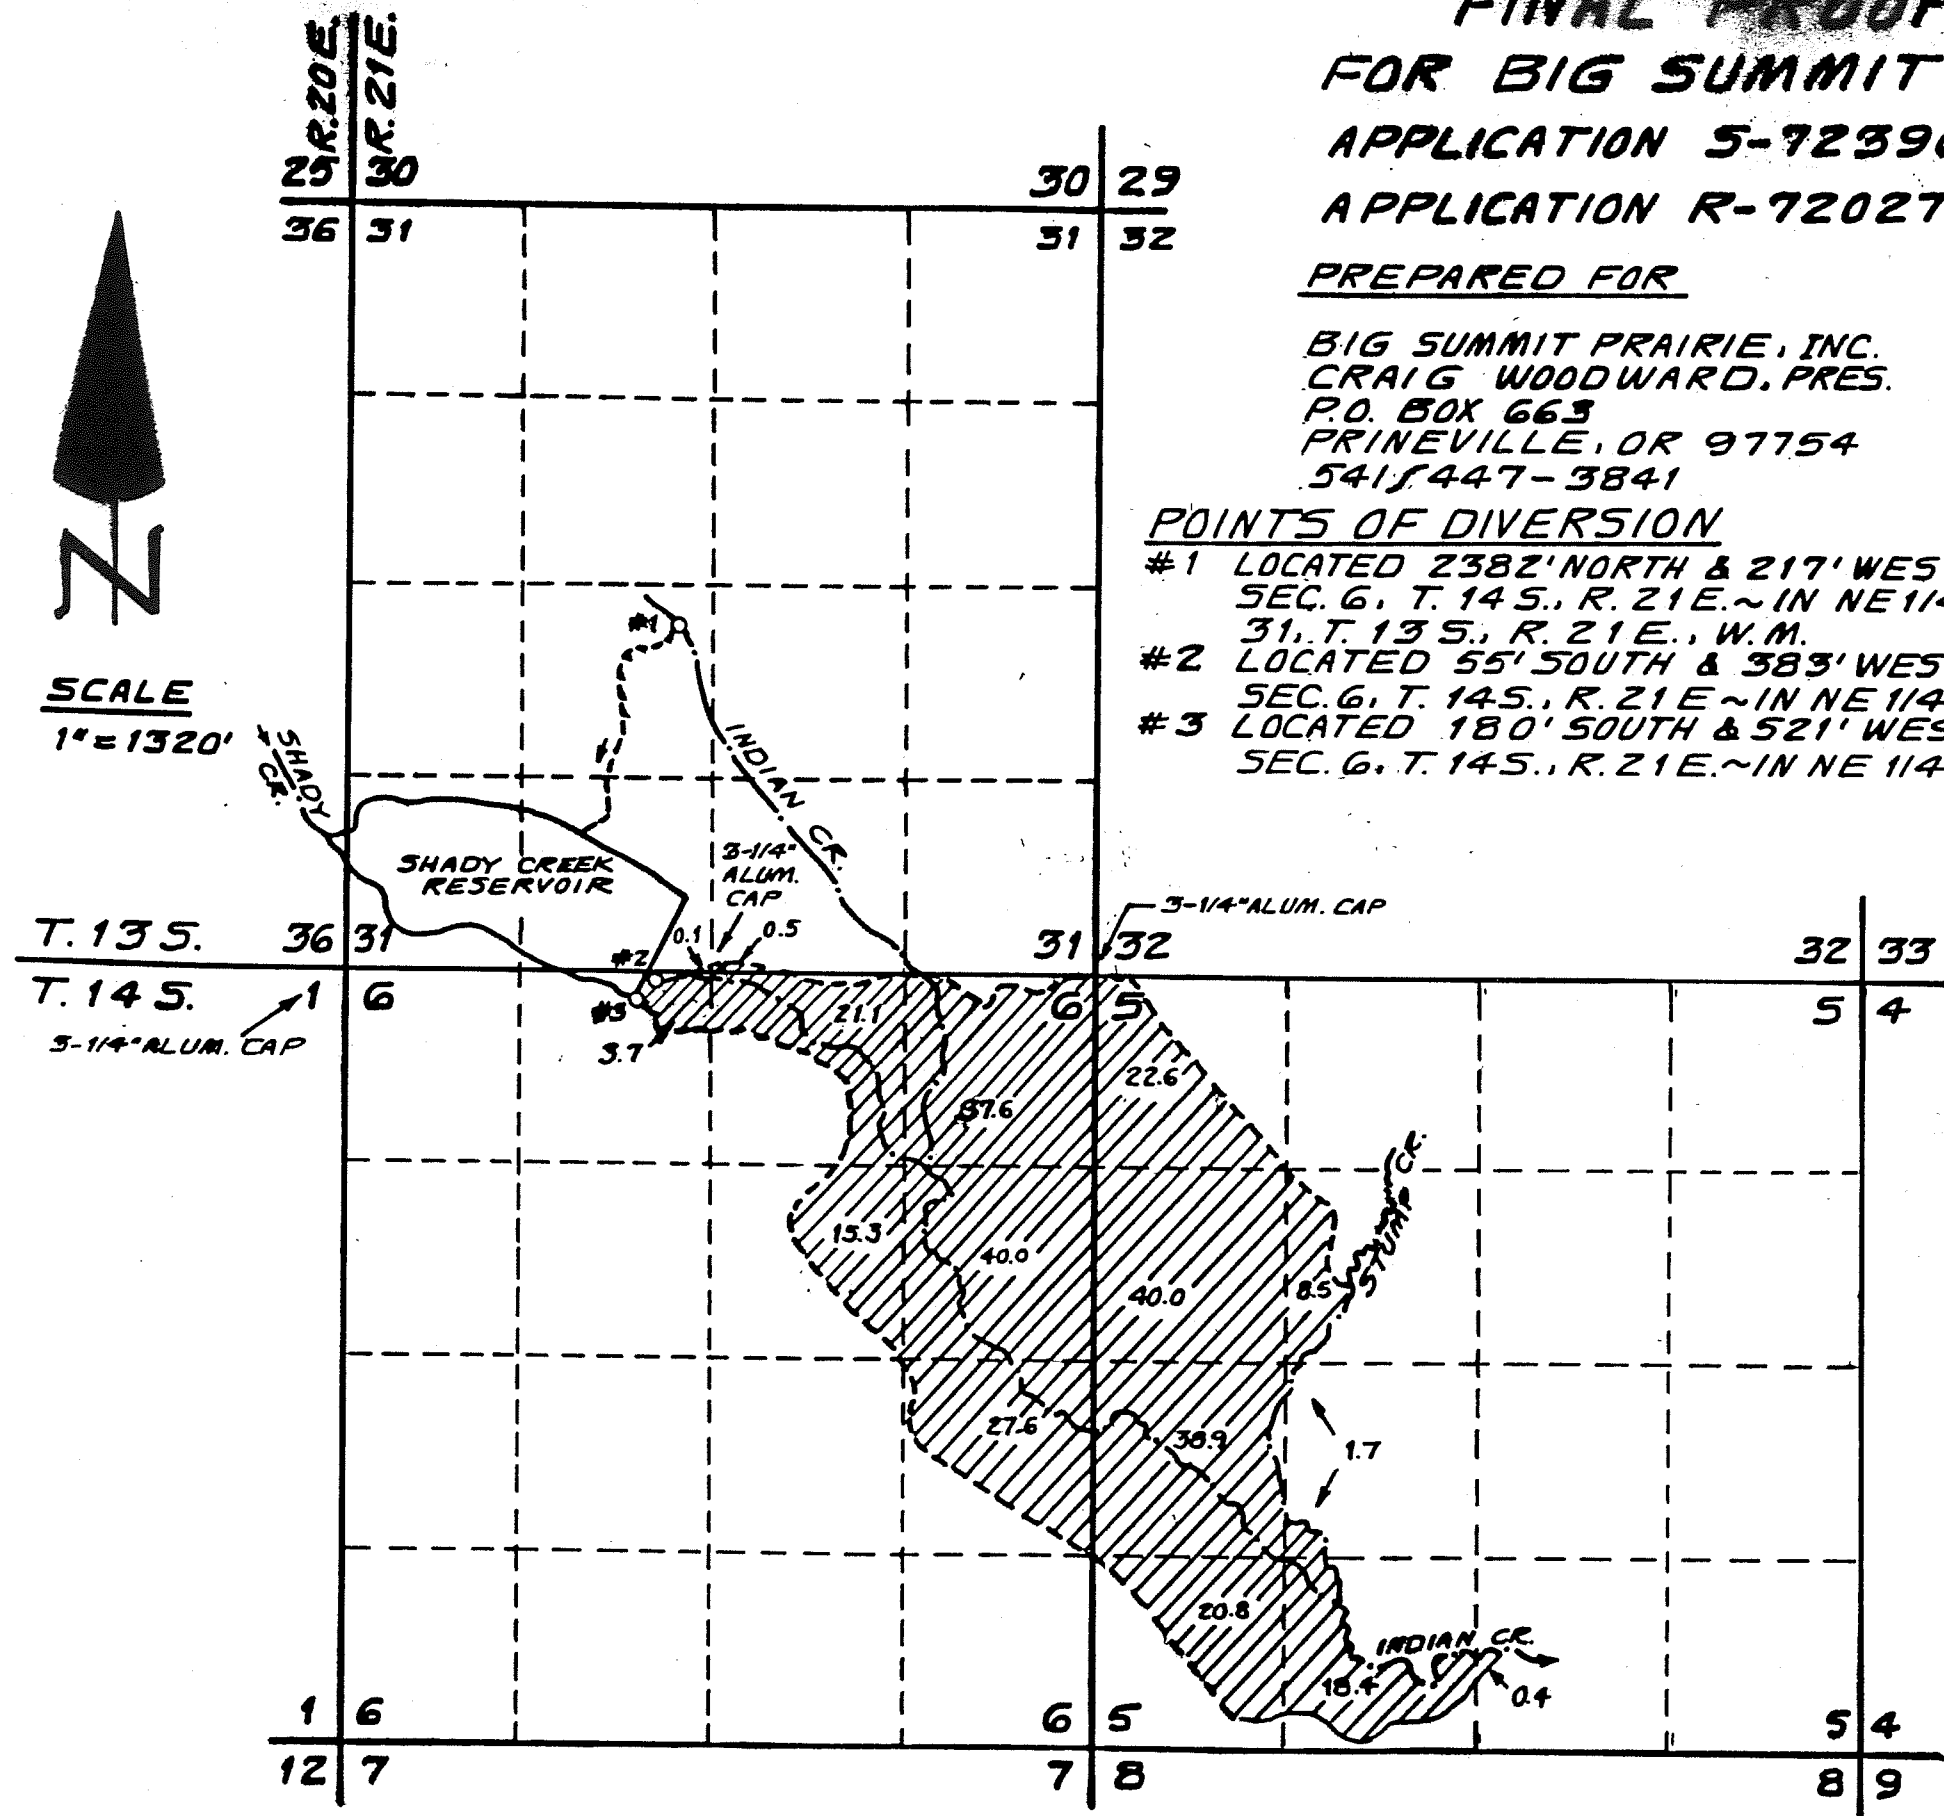 FINAL PROOF
FOR BIG SUMMIT
APPLICATION S-7239
APPLICATION R-72027
R.20E.
R.21E.
25 30
36 31
30 29
31 32
PREPARED FOR
BIG SUMMIT PRAIRIE, INC.
CRAIG WOODWARD, PRES.
P.O. BOX 663
PRINEVILLE, OR 97754
541/447-3841
POINTS OF DIVERSION
#1 LOCATED 2382' NORTH & 217' WES
SEC. 6, T. 14 S., R. 21 E.~IN NE 1/4
31, T. 13 S., R. 21 E., W.M.
#2 LOCATED 55' SOUTH & 383' WES
SEC. 6, T. 14 S., R. 21 E~IN NE 1/4
#3 LOCATED 180' SOUTH & 521' WES
SEC. 6, T. 14 S., R. 21 E.~IN NE 1/4
N
SCALE
1"=1320'
#1
SHADY
CR.
INDIAN CR.
SHADY CREEK
RESERVOIR
3-1/4"
ALUM.
CAP
0.1
0.5
3-1/4" ALUM. CAP
T. 13 S.
36 31
31 32
32 33
T. 14 S.
1 6
6 5
5 4
3-1/4" ALUM. CAP
#2
#3
3.7
21.1
37.6
22.6
15.3
40.0
40.0
8.5
STUMP CR.
27.6
38.9
1.7
20.8
18.4
INDIAN CR.
0.4
1 6
12 7
6 5
7 8
5 4
8 9